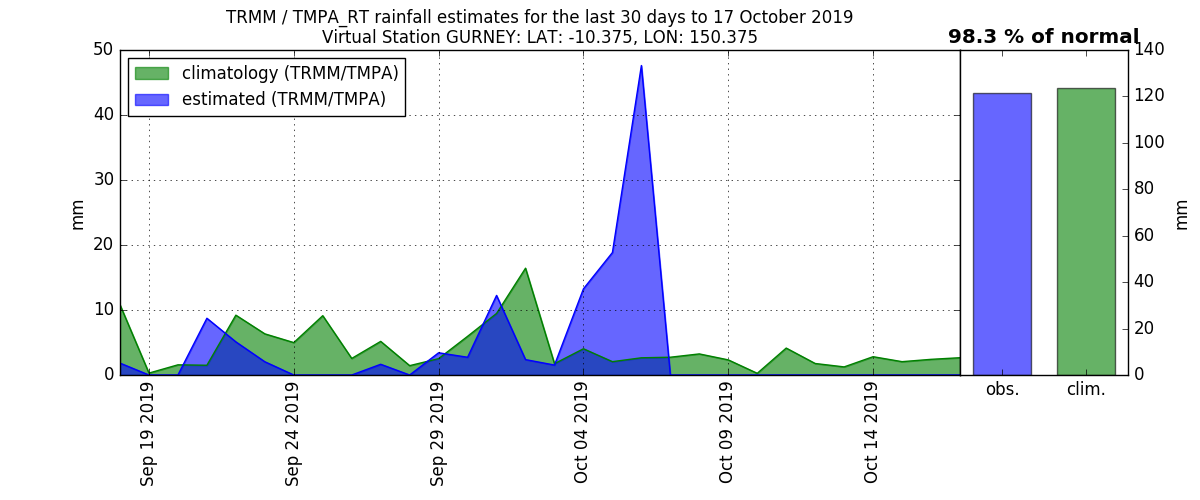 TRMM / TMPA_RT rainfall estimates for the last 30 days to 17 October 2019
Virtual Station GURNEY: LAT: -10.375, LON: 150.375
98.3 % of normal
climatology (TRMM/TMPA)
estimated (TRMM/TMPA)
50
40
30
20
10
0
mm
Sep 19 2019
Sep 24 2019
Sep 29 2019
Oct 04 2019
Oct 09 2019
Oct 14 2019
140
120
100
80
60
40
20
0
mm
obs.
clim.